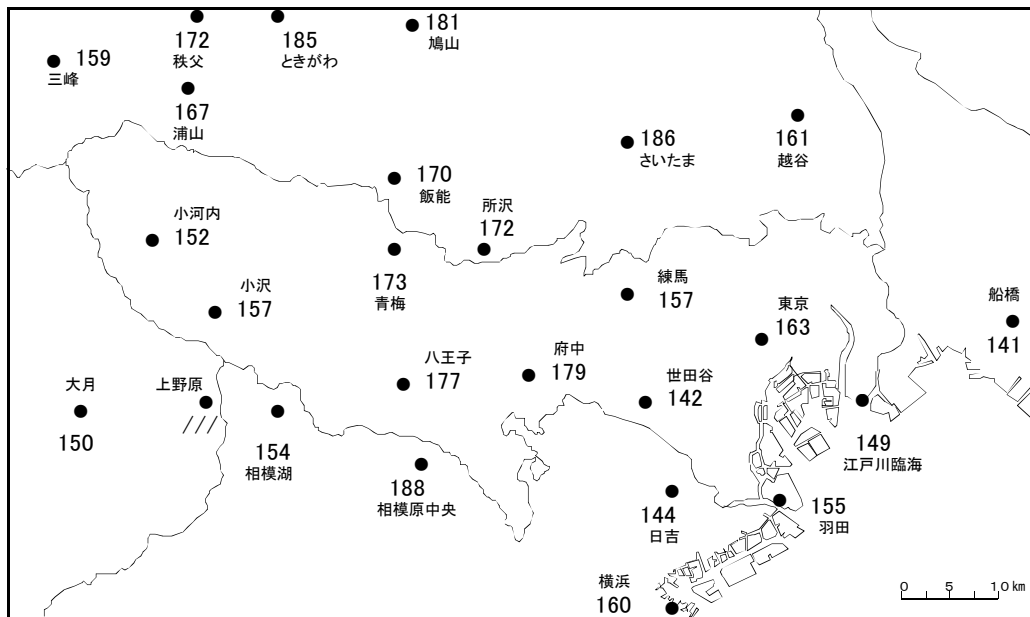 172
秩父
185
ときがわ
181
鳩山
159
三峰
167
浦山
186
さいたま
161
越谷
170
飯能
所沢
172
小河内
152
173
青梅
小沢
157
練馬
157
東京
163
船橋
141
大月
150
上野原
///
154
相模湖
八王子
177
府中
179
世田谷
142
149
江戸川臨海
188
相模原中央
144
日吉
155
羽田
横浜
160
0 5 10㎞